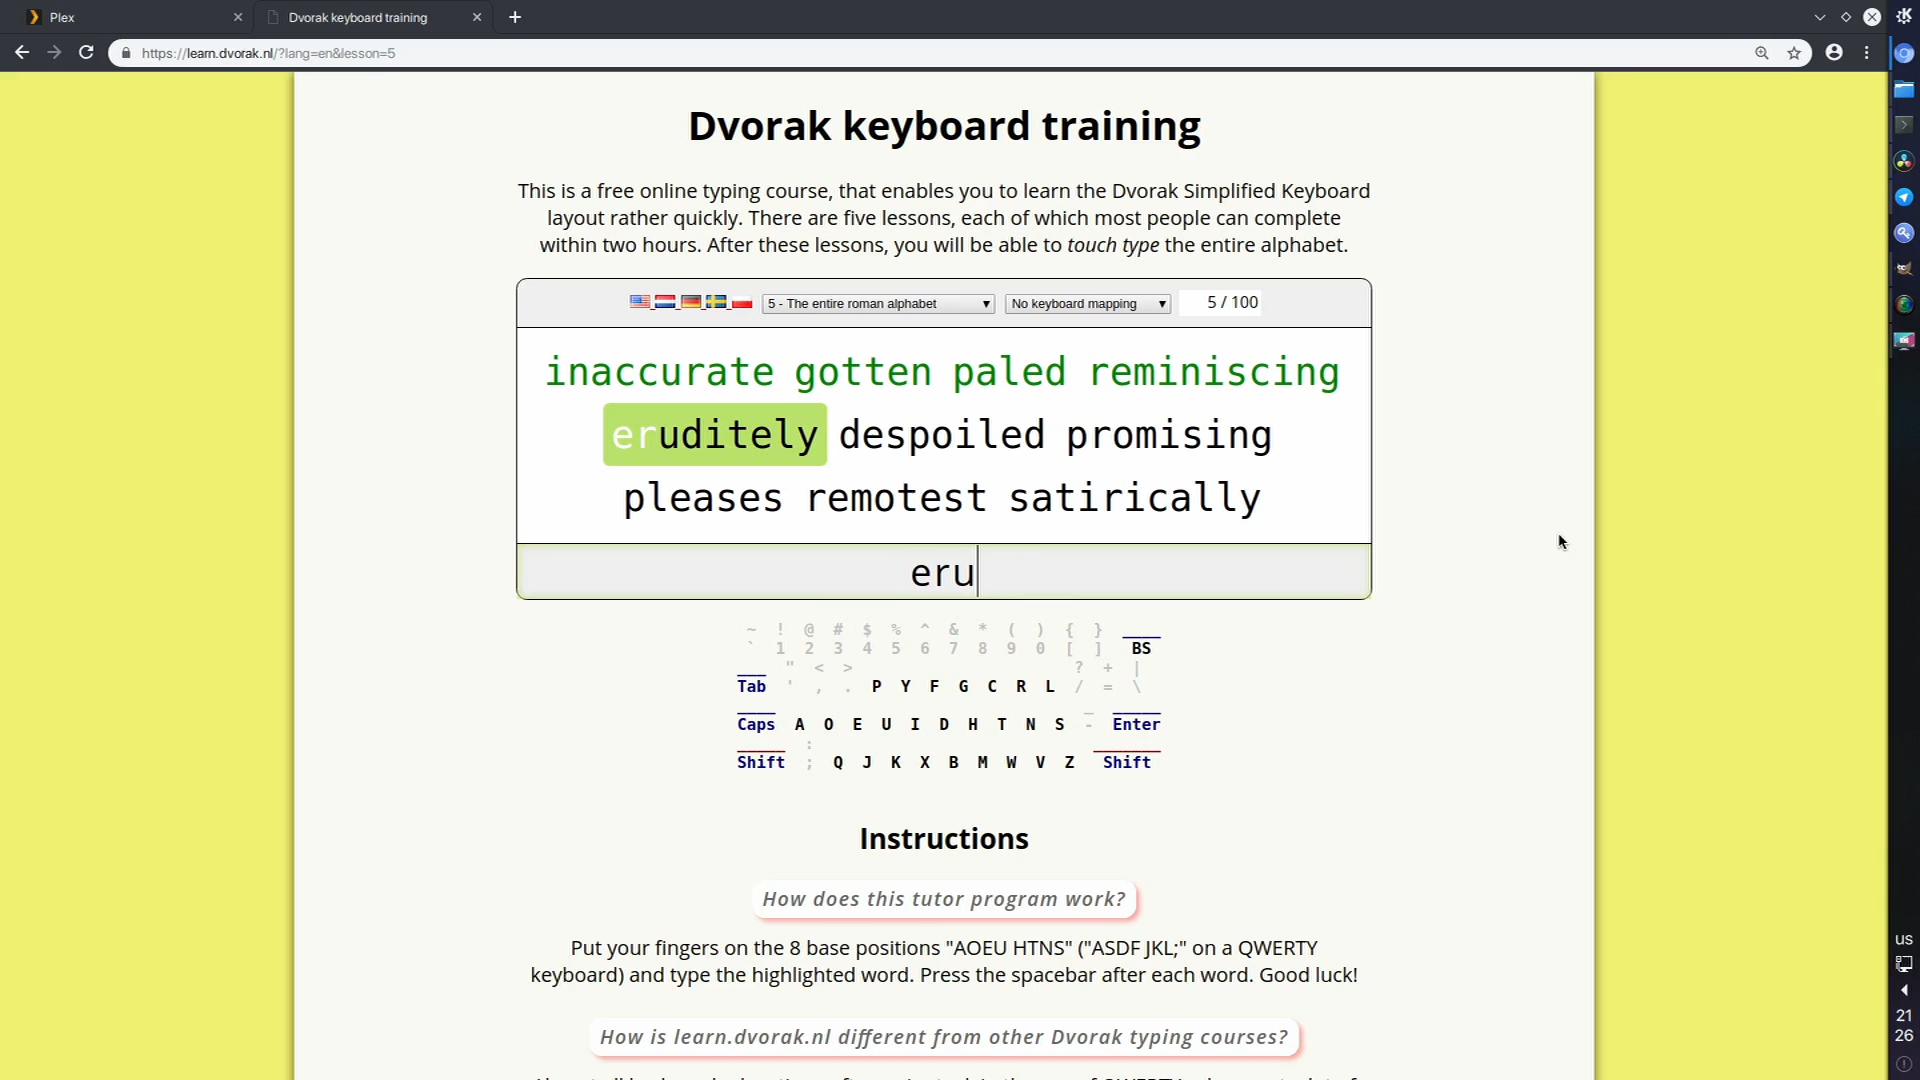 Plex
Dvorak keyboard training
https://learn.dvorak.nl/?lang=en&lesson=5
Dvorak keyboard training
This is a free online typing course, that enables you to learn the Dvorak Simplified Keyboard
layout rather quickly. There are five lessons, each of which most people can complete
within two hours. After these lessons, you will be able to touch type the entire alphabet.
5 - The entire roman alphabet
No keyboard mapping
5 / 100
inaccurate gotten paled reminiscing
eruditely despoiled promising
pleases remotest satirically
eru
~ ! @ # $ % ^ & * ( ) { }
` 1 2 3 4 5 6 7 8 9 0 [ ] BS
" < > ? + |
Tab ' , . P Y F G C R L / = \
_
Caps A O E U I D H T N S - Enter
:
Shift ; Q J K X B M W V Z Shift
Instructions
How does this tutor program work?
Put your fingers on the 8 base positions "AOEU HTNS" ("ASDF JKL;" on a QWERTY
keyboard) and type the highlighted word. Press the spacebar after each word. Good luck!
How is learn.dvorak.nl different from other Dvorak typing courses?
us
21
26